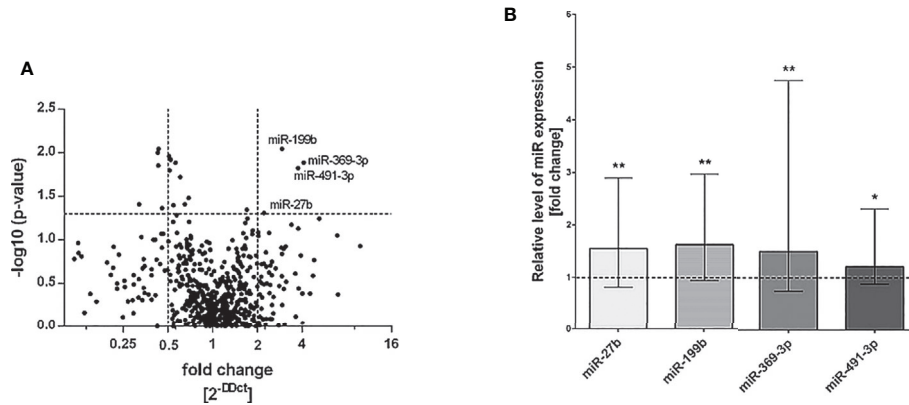 A
2.5
2.0
1.5
1.0
0.5
0.0
-log10 (p-value)
miR-199b
miR-369-3p
miR-491-3p
miR-27b
0.25
0.5
1
2
4
16
fold change
[2-DDct]
B
6
5
4
3
2
1
0
Relative level of miR expression
[fold change]
**
**
**
*
miR-27b
miR-199b
miR-369-3p
miR-491-3p